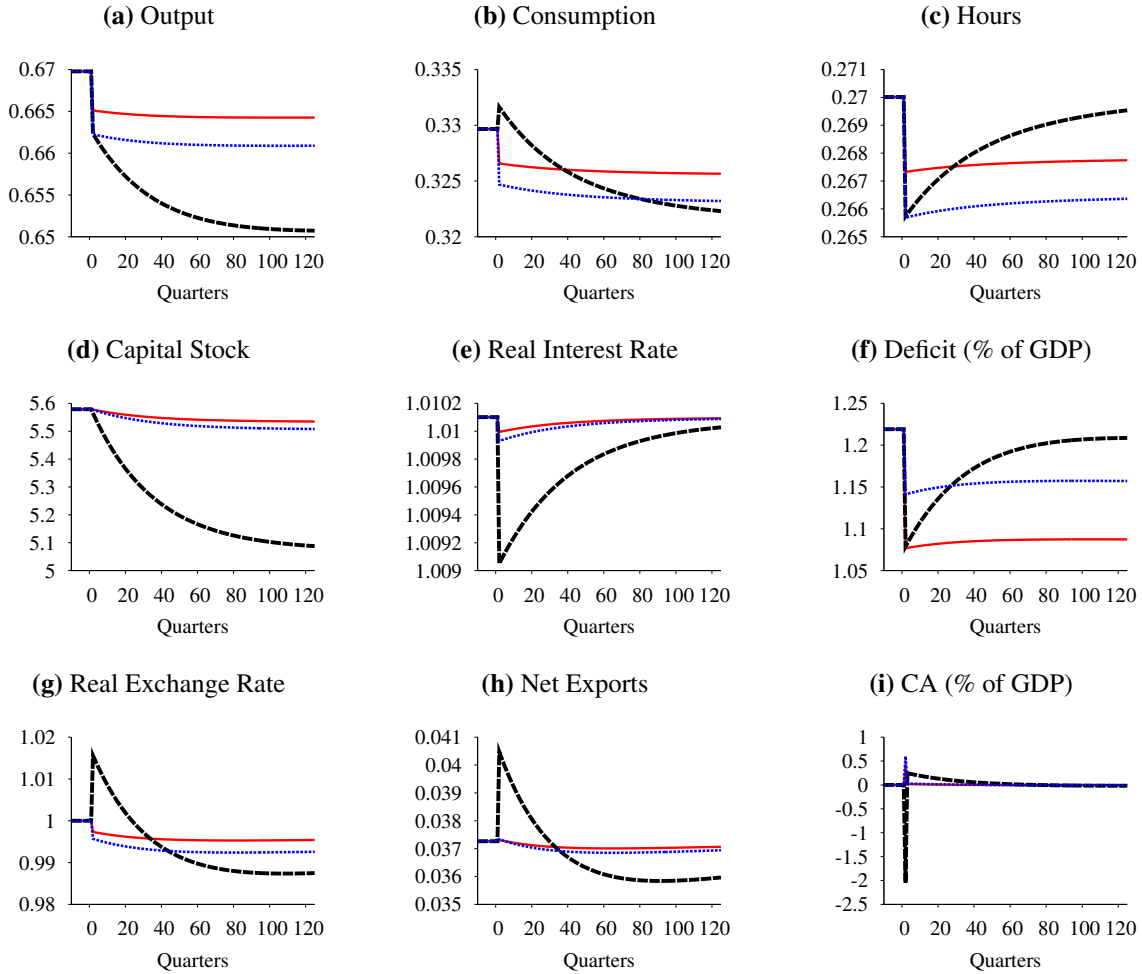 (a) Output
0.67
0.665
0.66
0.655
0.65
0 20 40 60 80 100 120
Quarters
(b) Consumption
0.335
0.33
0.325
0.32
0 20 40 60 80 100 120
Quarters
(c) Hours
0.271
0.27
0.269
0.268
0.267
0.266
0.265
0 20 40 60 80 100 120
Quarters
(d) Capital Stock
5.6
5.5
5.4
5.3
5.2
5.1
5
0 20 40 60 80 100 120
Quarters
(e) Real Interest Rate
1.0102
1.01
1.0098
1.0096
1.0094
1.0092
1.009
0 20 40 60 80 100 120
Quarters
(f) Deficit (% of GDP)
1.25
1.2
1.15
1.1
1.05
0 20 40 60 80 100 120
Quarters
(g) Real Exchange Rate
1.02
1.01
1
0.99
0.98
0 20 40 60 80 100 120
Quarters
(h) Net Exports
0.041
0.04
0.039
0.038
0.037
0.036
0.035
0 20 40 60 80 100 120
Quarters
(i) CA (% of GDP)
1
0.5
0
-0.5
-1
-1.5
-2
-2.5
0 20 40 60 80 100 120
Quarters